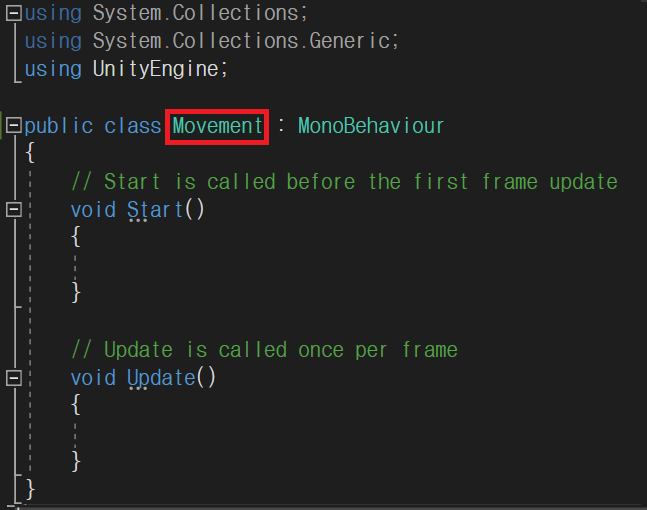 using System.Collections;
using System.Collections.Generic;
using UnityEngine;
public class Movement : MonoBehaviour
{
// Start is called before the first frame update
void Start()
{
}
// Update is called once per frame
void Update()
{
}
}